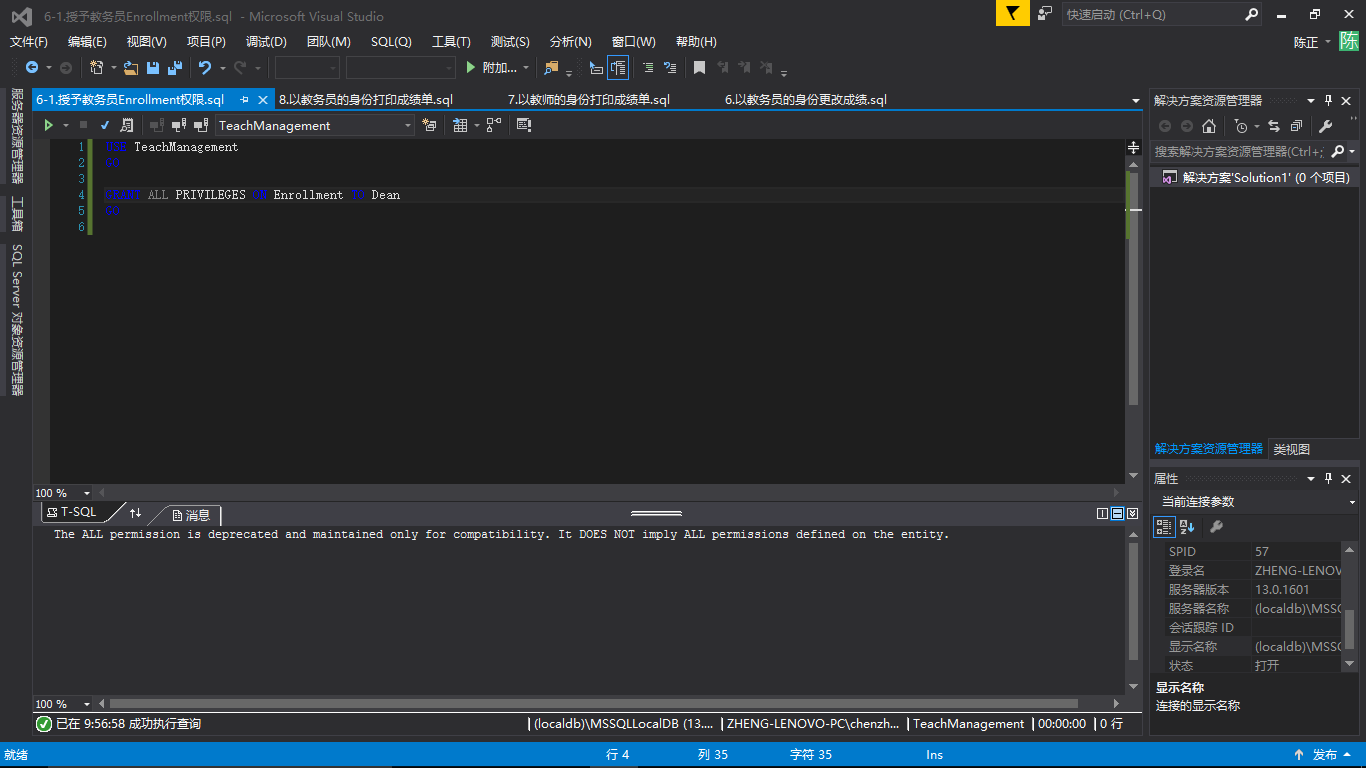 6-1.授予教务员Enrollment权限.sql - Microsoft Visual Studio
快速启动 (Ctrl+Q)
文件(F) 编辑(E) 视图(V) 项目(P) 调试(D) 团队(M) SQL(Q) 工具(T) 测试(S) 分析(N) 窗口(W) 帮助(H)
陈正 陈
附加...
服务器资源管理器
工具箱
SQL Server 对象资源管理器
6-1.授予教务员Enrollment权限.sql 8.以教务员的身份打印成绩单.sql 7.以教师的身份打印成绩单.sql 6.以教务员的身份更改成绩.sql
TeachManagement
1 USE TeachManagement
2 GO
3
4 GRANT ALL PRIVILEGES ON Enrollment TO Dean
5 GO
6
100 %
T-SQL 消息
The ALL permission is deprecated and maintained only for compatibility. It DOES NOT imply ALL permissions defined on the entity.
100 %
已在 9:56:58 成功执行查询 (localdb)\MSSQLLocalDB (13.... ZHENG-LENOVO-PC\chenzh... TeachManagement 00:00:00 0 行
解决方案资源管理器
搜索解决方案资源管理器(Ctrl+;
解决方案'Solution1' (0 个项目)
解决方案资源管理器 类视图
属性
当前连接参数
SPID 57
登录名 ZHENG-LENOV
服务器版本 13.0.1601
服务器名称 (localdb)\MSS
会话跟踪 ID
显示名称 (localdb)\MSS
状态 打开
显示名称
连接的显示名称
就绪 行 4 列 35 字符 35 Ins 发布